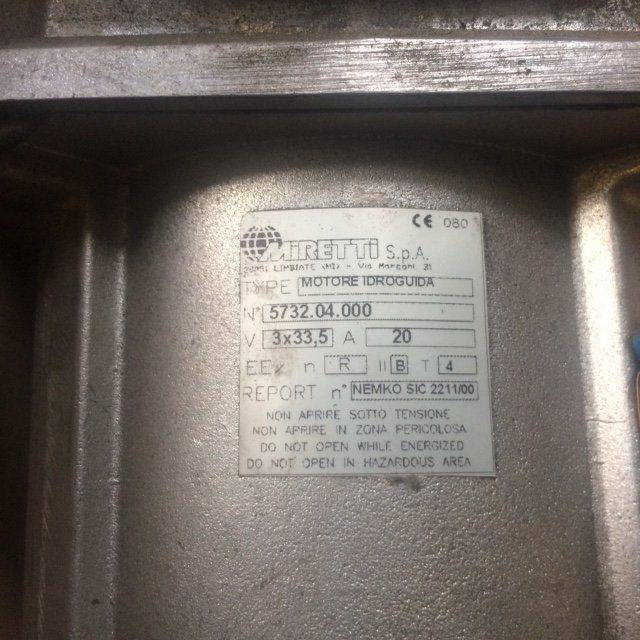 CE 080
MIRETTI S.p.A.
LIMBIATE (MI) - Via Marconi 31
TYPE MOTORE IDROGUIDA
N° 5732.04.000
V 3x33,5 A 20
EEx n R II B T 4
REPORT n° NEMKO SIC 2211/00
NON APRIRE SOTTO TENSIONE
NON APRIRE IN ZONA PERICOLOSA
DO NOT OPEN WHILE ENERGIZED
DO NOT OPEN IN HAZARDOUS AREA